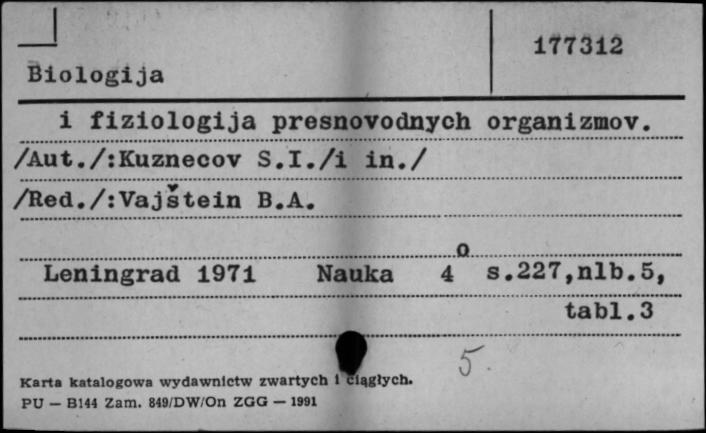 177312
Biologija
i fiziologija presnovodnych organizmov.
/Aut./:Kuznecov S.I./i in./
/Red./:Vajštein B.A.
Leningrad 1971 Nauka 4o s.227,nlb.5,
tabl.3
5.
Karta katalogowa wydawnictw zwartych i ciągłych.
PU — B144 Zam. 849/DW/On ZGG — 1991